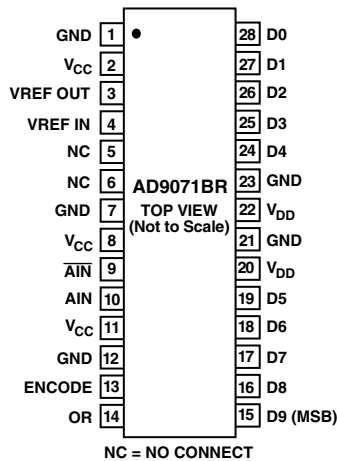 GND 1 28 D0
VCC 2 27 D1
VREF OUT 3 26 D2
VREF IN 4 25 D3
NC 5 24 D4
NC 6 23 GND
AD9071BR
GND 7 22 VDD
TOP VIEW
(Not to Scale)
VCC 8 21 GND
AIN 9 20 VDD
AIN 10 19 D5
VCC 11 18 D6
GND 12 17 D7
ENCODE 13 16 D8
OR 14 15 D9 (MSB)
NC = NO CONNECT